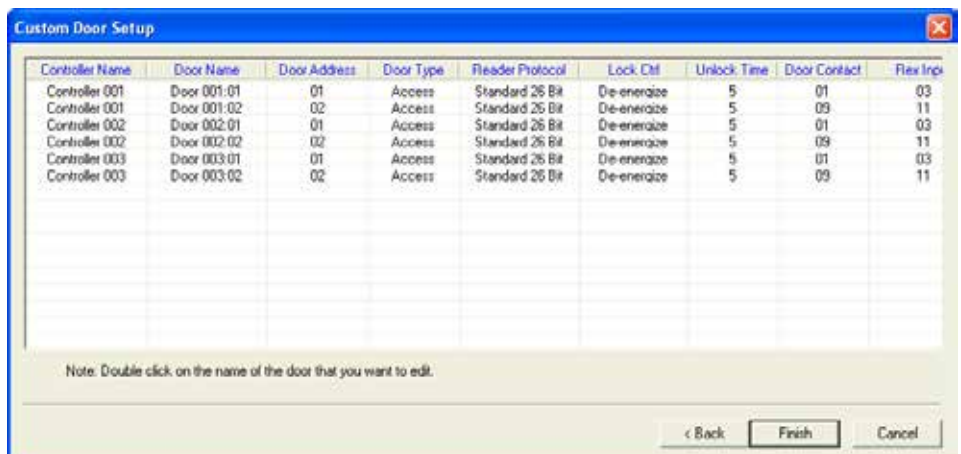 Custom Door Setup
Controller Name Door Name Door Address Door Type Reader Protocol Lock Ctrl Unlock Time Door Contact Rex Inpu
Controller 001 Door 001:01 01 Access Standard 26 Bit De-energize 5 01 03
Controller 001 Door 001:02 02 Access Standard 26 Bit De-energize 5 09 11
Controller 002 Door 002:01 01 Access Standard 26 Bit De-energize 5 01 03
Controller 002 Door 002:02 02 Access Standard 26 Bit De-energize 5 09 11
Controller 003 Door 003:01 01 Access Standard 26 Bit De-energize 5 01 03
Controller 003 Door 003:02 02 Access Standard 26 Bit De-energize 5 09 11
Note: Double click on the name of the door that you want to edit.
< Back Finish Cancel